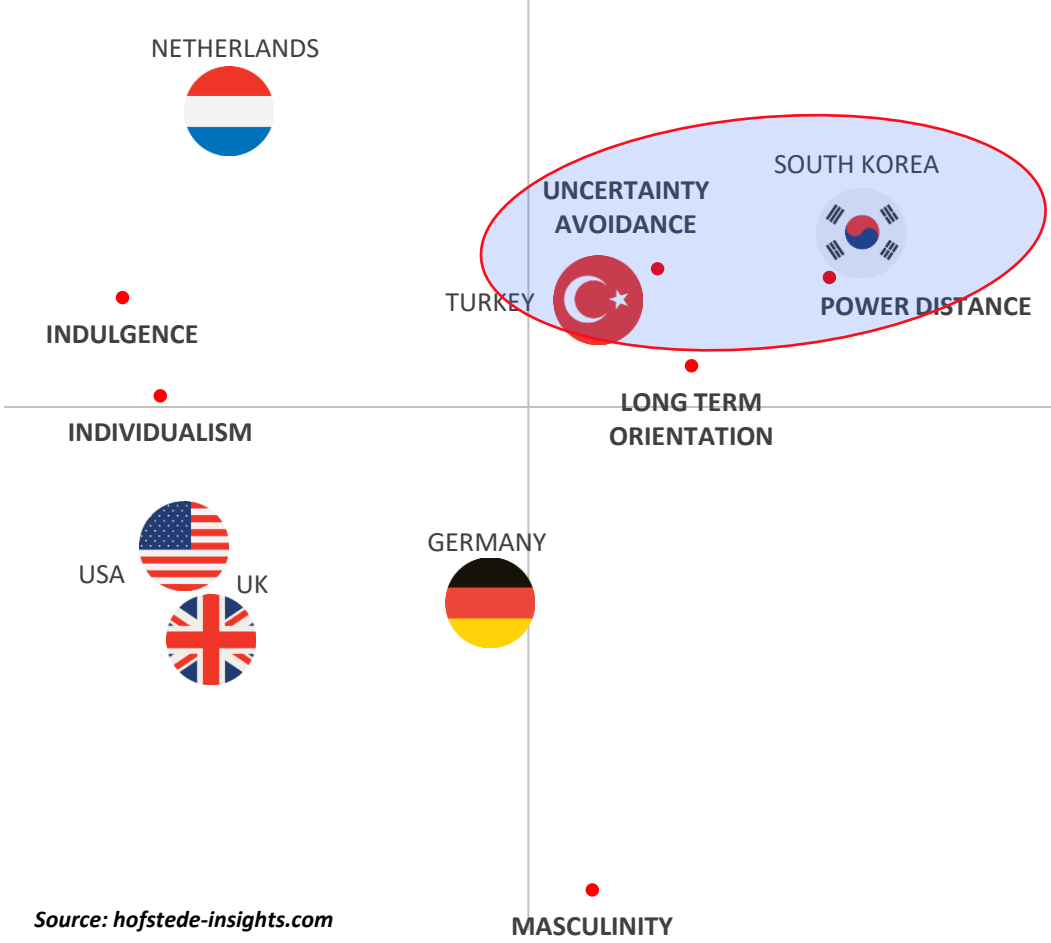 NETHERLANDS
SOUTH KOREA
UNCERTAINTY
AVOIDANCE
TURKEY
POWER DISTANCE
INDULGENCE
LONG TERM
ORIENTATION
INDIVIDUALISM
GERMANY
USA
UK
Source: hofstede-insights.com
MASCULINITY